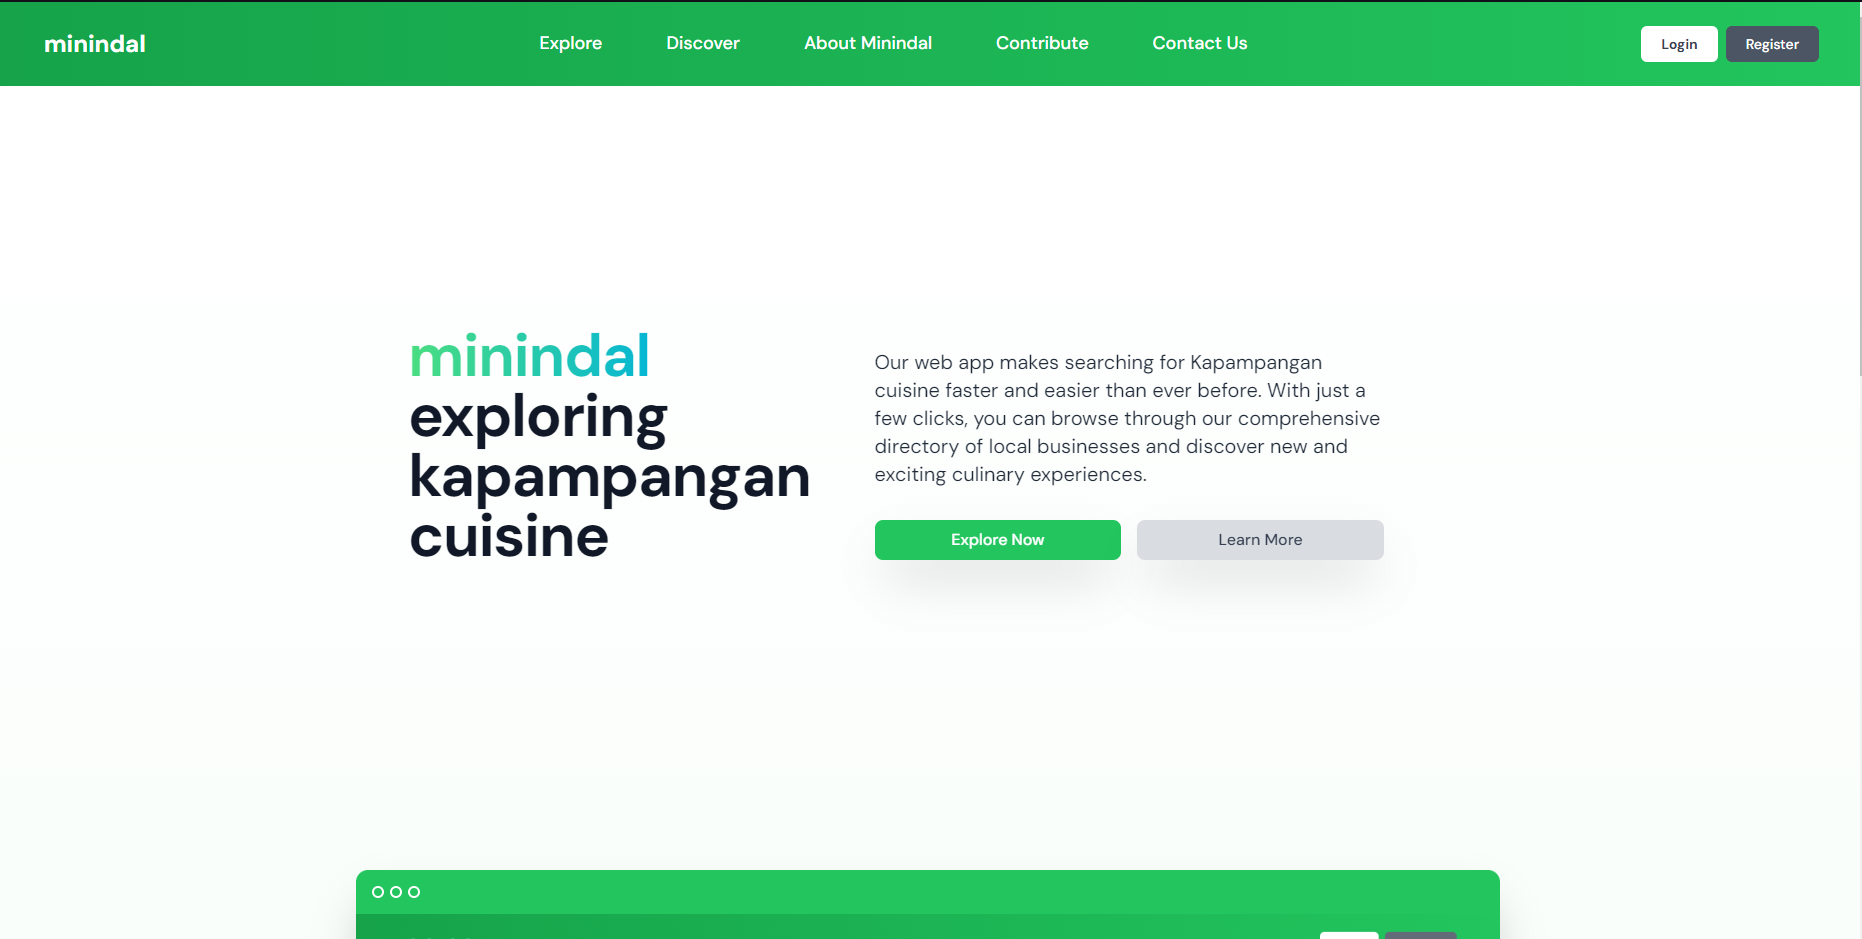 minindal
Explore
Discover
About Minindal
Contribute
Contact Us
Login
Register
minindal
exploring
kapampangan
cuisine
Our web app makes searching for Kapampangan
cuisine faster and easier than ever before. With just a
few clicks, you can browse through our comprehensive
directory of local businesses and discover new and
exciting culinary experiences.
Explore Now
Learn More